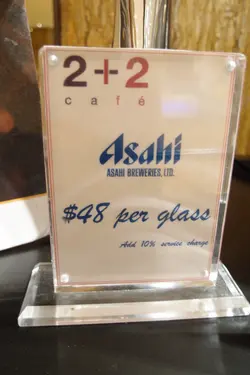 2+2
café
Asahi
ASAHI BREWERIES, LTD.
$48 per glass
Add 10% service charge